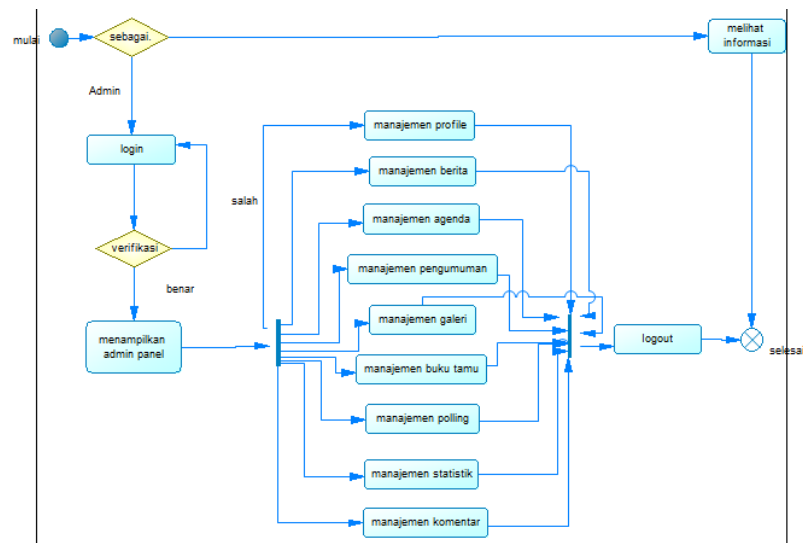 mulai
sebagai.
melihat
informasi
Admin
login
salah
verifikasi
benar
menampilkan
admin panel
manajemen profile
manajemen berita
manajemen agenda
manajemen pengumuman
manajemen galeri
manajemen buku tamu
manajemen polling
manajemen statistik
manajemen komentar
logout
selesai